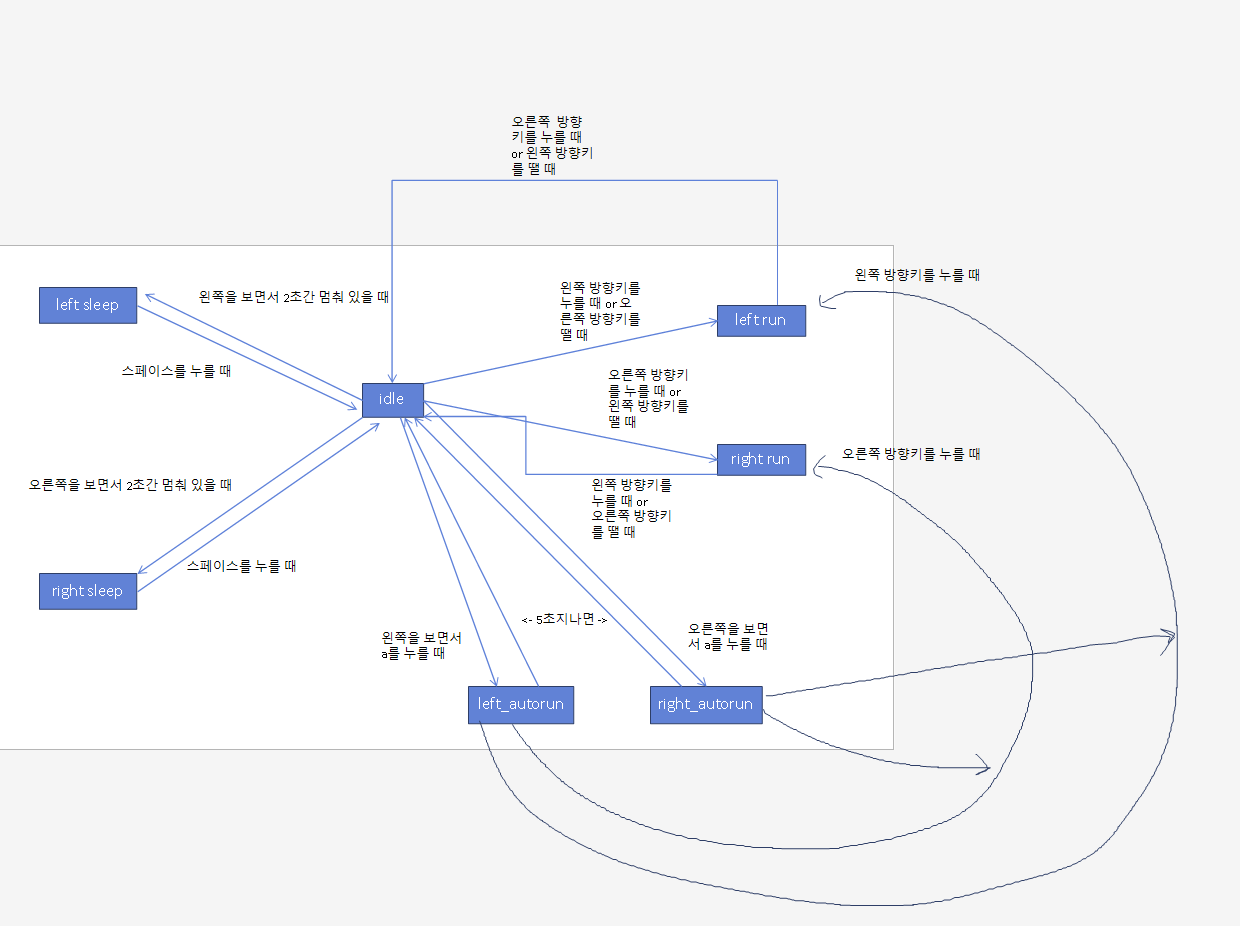 오른쪽 방향
키를 누를 때
or 왼쪽 방향키
를 뗄 때
왼쪽 방향키를 누를 때
left sleep
왼쪽을 보면서 2초간 멈춰 있을 때
왼쪽 방향키를
누를 때 or 오
른쪽 방향키를
뗄 때
left run
스페이스를 누를 때
오른쪽 방향키
를 누를 때 or
왼쪽 방향키를
뗄 때
idle
right run
오른쪽 방향키를 누를 때
오른쪽을 보면서 2초간 멈춰 있을 때
왼쪽 방향키를
누를 때 or
오른쪽 방향키
를 뗄 때
스페이스를 누를 때
right sleep
<- 5초지나면 ->
왼쪽을 보면서
a를 누를 때
오른쪽을 보면
서 a를 누를 때
left_autorun
right_autorun